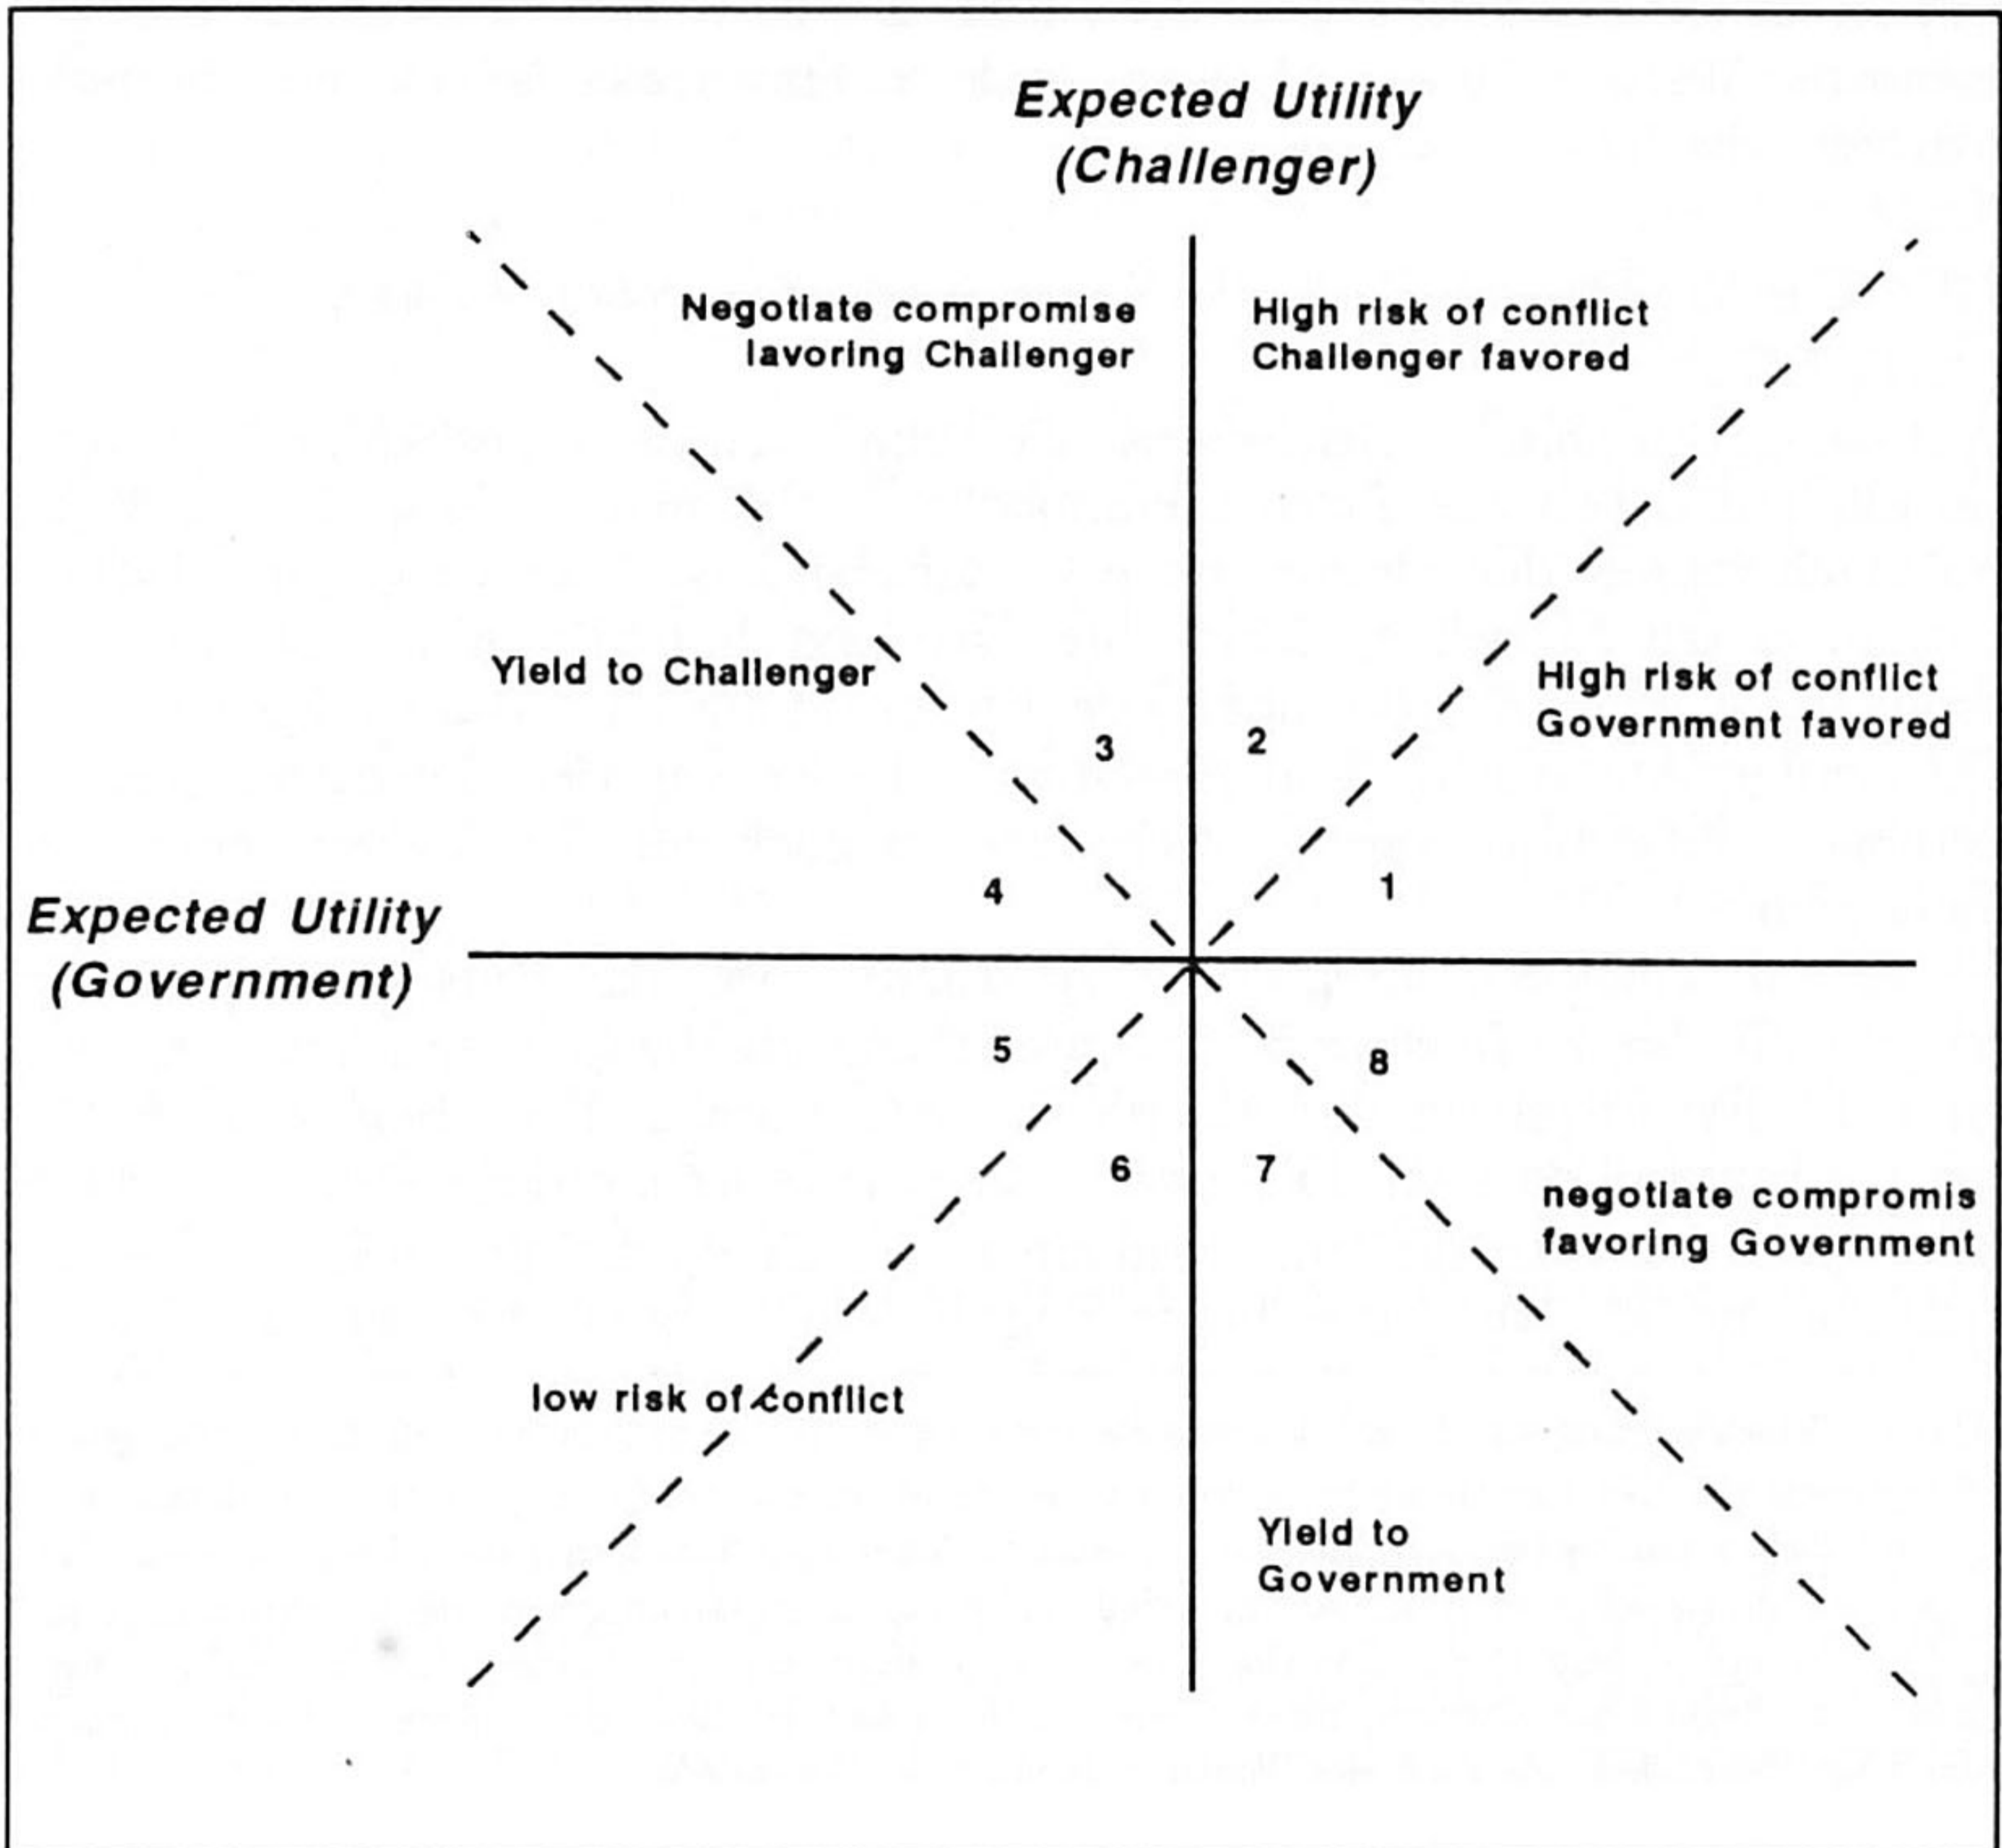 Expected Utility
(Challenger)
Negotiate compromise
lavoring Challenger
High risk of conflict
Challenger favored
Yield to Challenger
High risk of conflict
Government favored
3
2
4
1
Expected Utility
(Government)
5
8
6
7
negotiate compromis
favoring Government
low risk of conflict
Yield to
Government